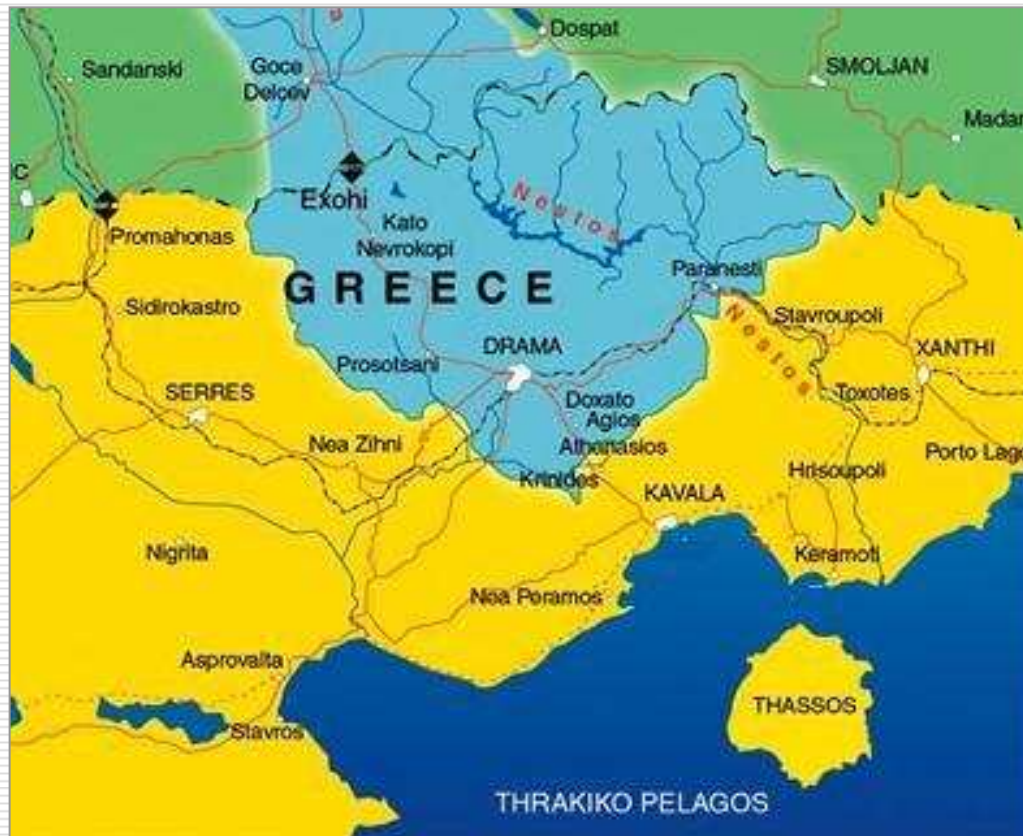 Dospat
Sandanski
Goce
Delcev
SMOLJAN
Madan
Exohi
Nestos
Kato
Nevrokopi
Promahonas
Paranesti
GREECE
Sidirokastro
Stavroupoli
Nestos
DRAMA
XANTHI
Prosotsani
SERRES
Doxato
Toxotes
Agios
Athenasios
Nea Zihni
Porto Lago
Krinides
Hrisoupoli
KAVALA
Nigrita
Keramoti
Nea Peramos
Asprovalta
THASSOS
Stavros
THRAKIKO PELAGOS